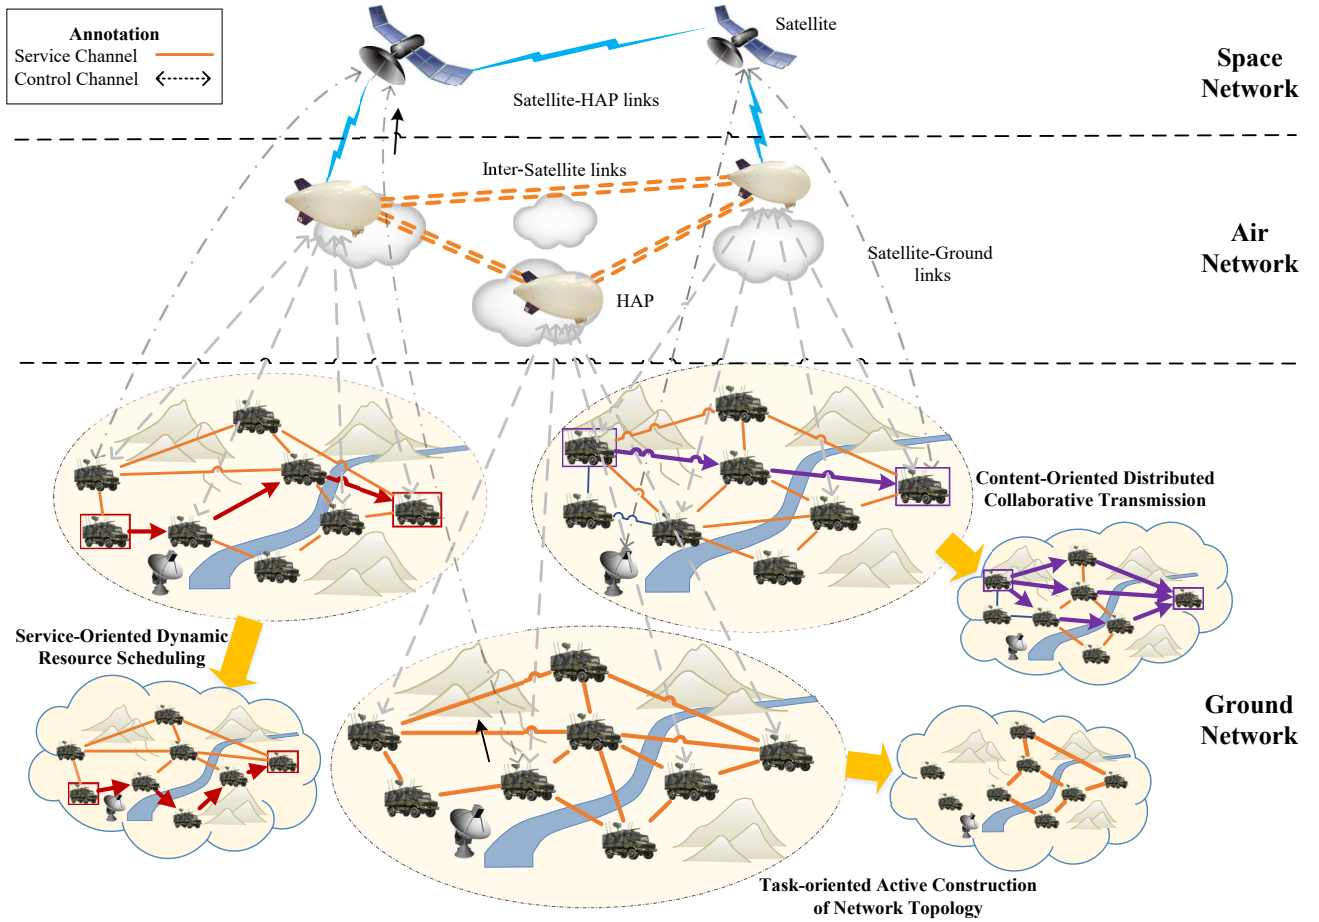 Annotation
Service Channel
Control Channel
Satellite
Space
Network
Satellite-HAP links
Inter-Satellite links
Air
Network
Satellite-Ground
links
HAP
Content-Oriented Distributed
Collaborative Transmission
Service-Oriented Dynamic
Resource Scheduling
Ground
Network
Task-oriented Active Construction
of Network Topology